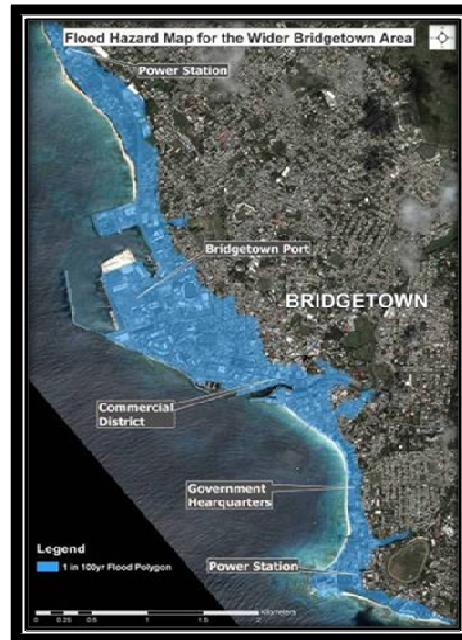 Flood Hazard Map for the Wider Bridgetown Area
Power Station
Bridgetown Port
BRIDGETOWN
Commercial
District
Government
Hearquarters
Power Station
Legend
1 in 100yr Flood Polygon
Kilometers
0 0.25 0.5 1 1.5 2